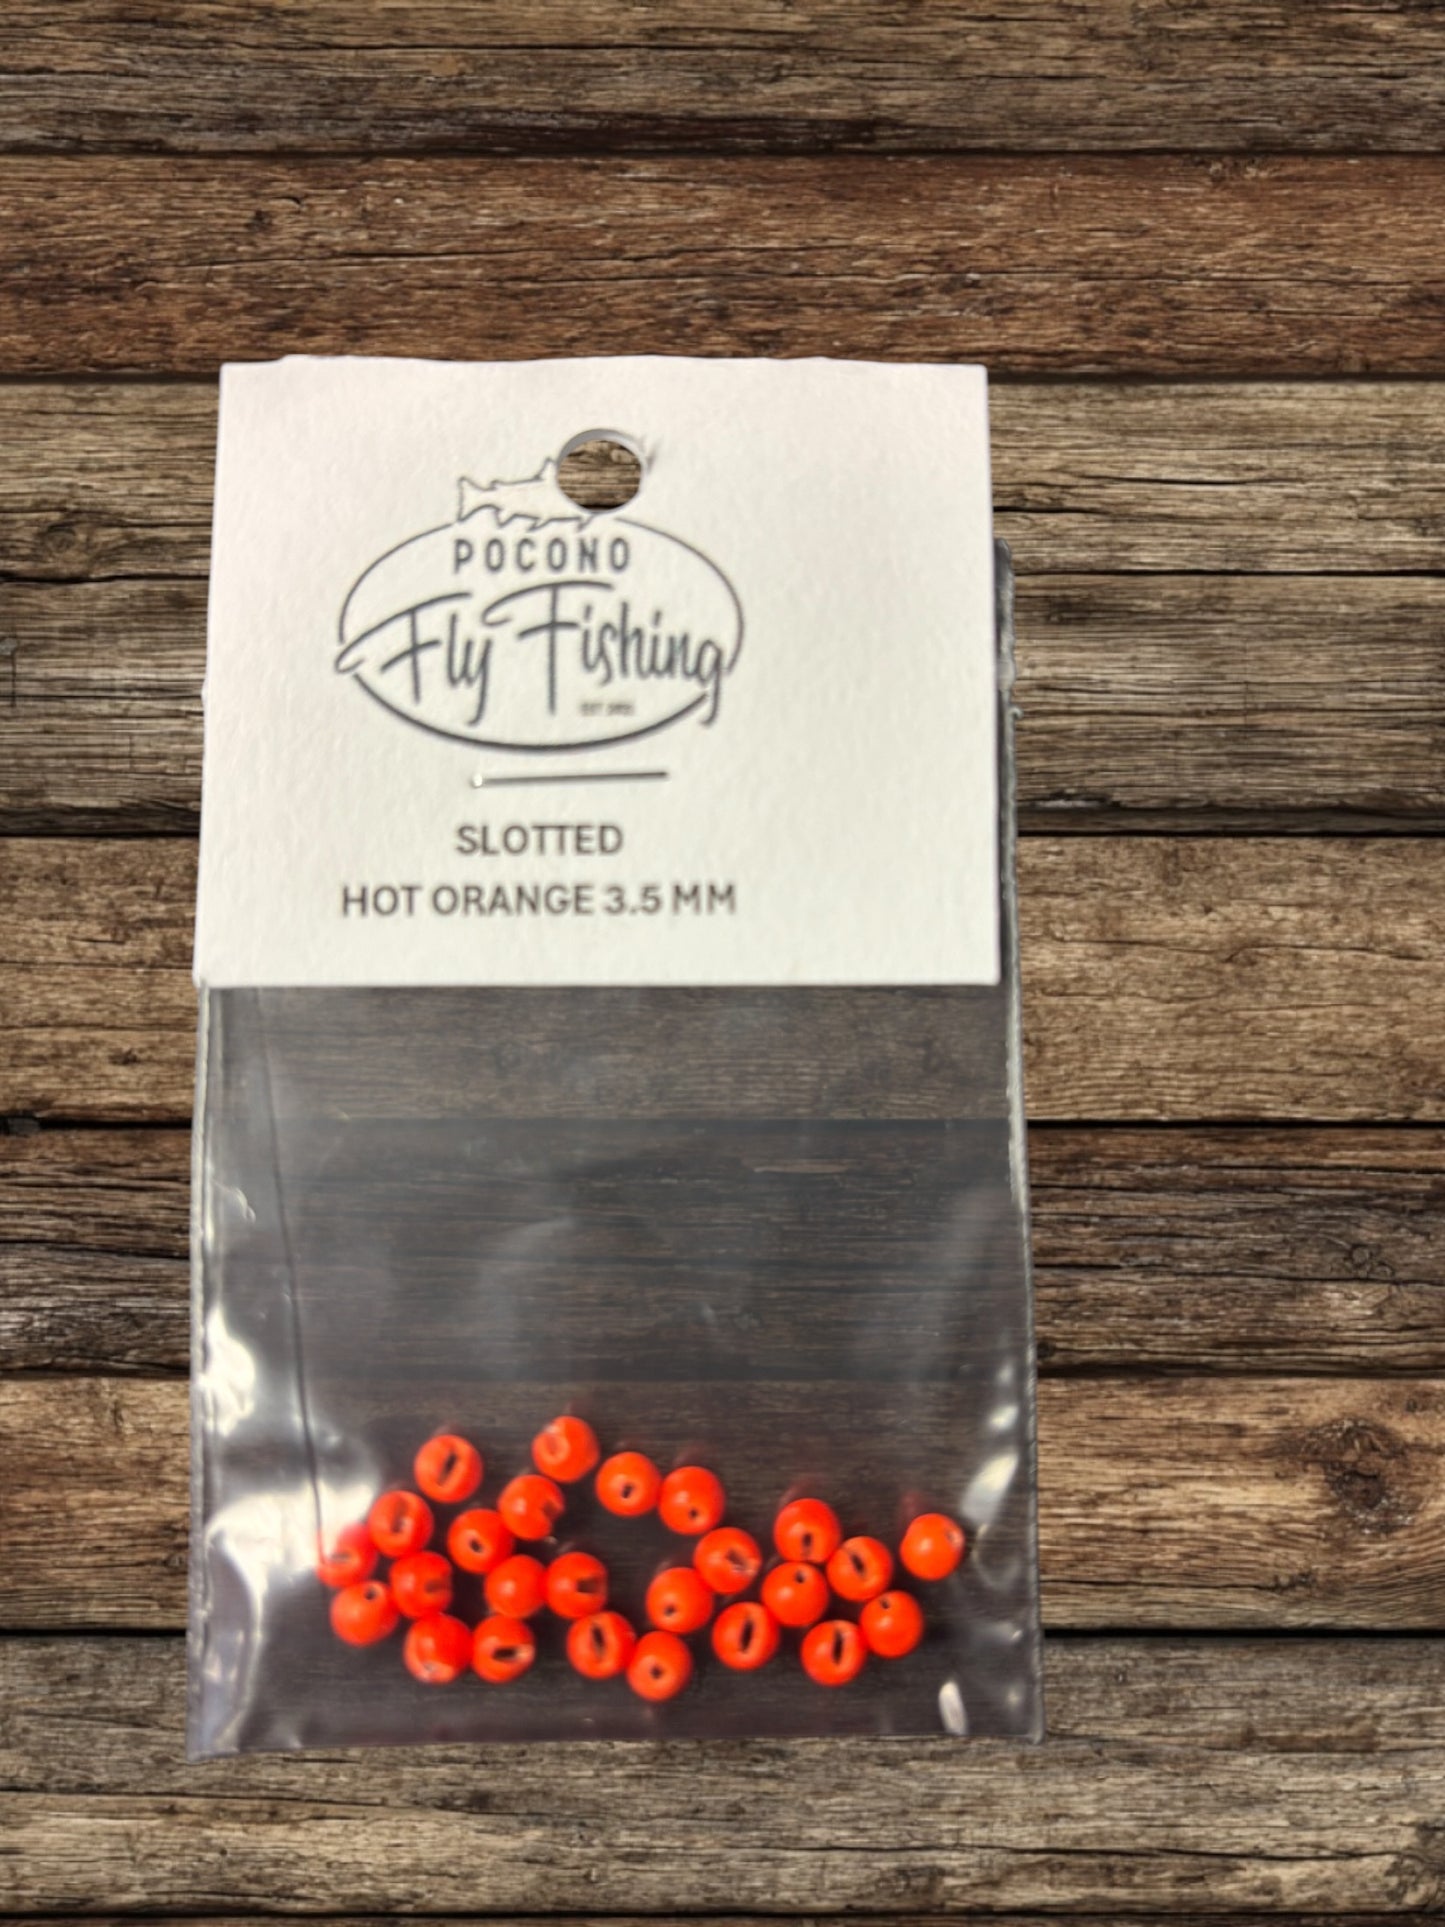 POCONO
Fly Fishing
SLOTTED
HOT ORANGE 3.5 MM